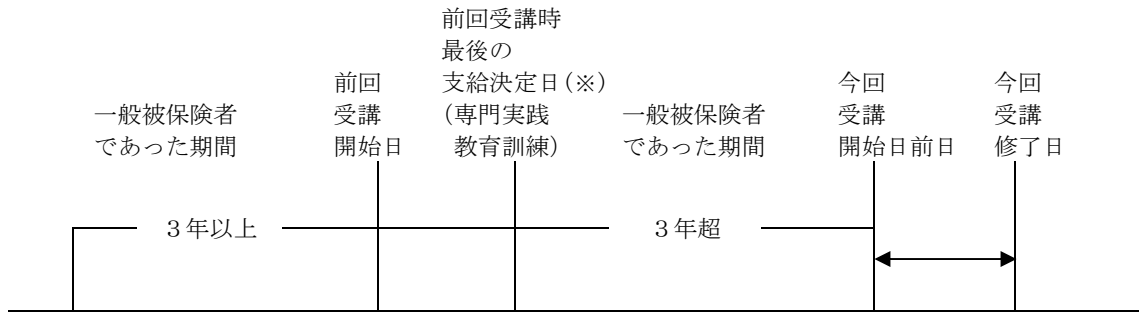 一般被保険者
であった期間
前回
受講
開始日
前回受講時
最後の
支給決定日(※)
(専門実践
教育訓練)
一般被保険者
であった期間
今回
受講
開始日前日
今回
受講
修了日
3年以上
3年超